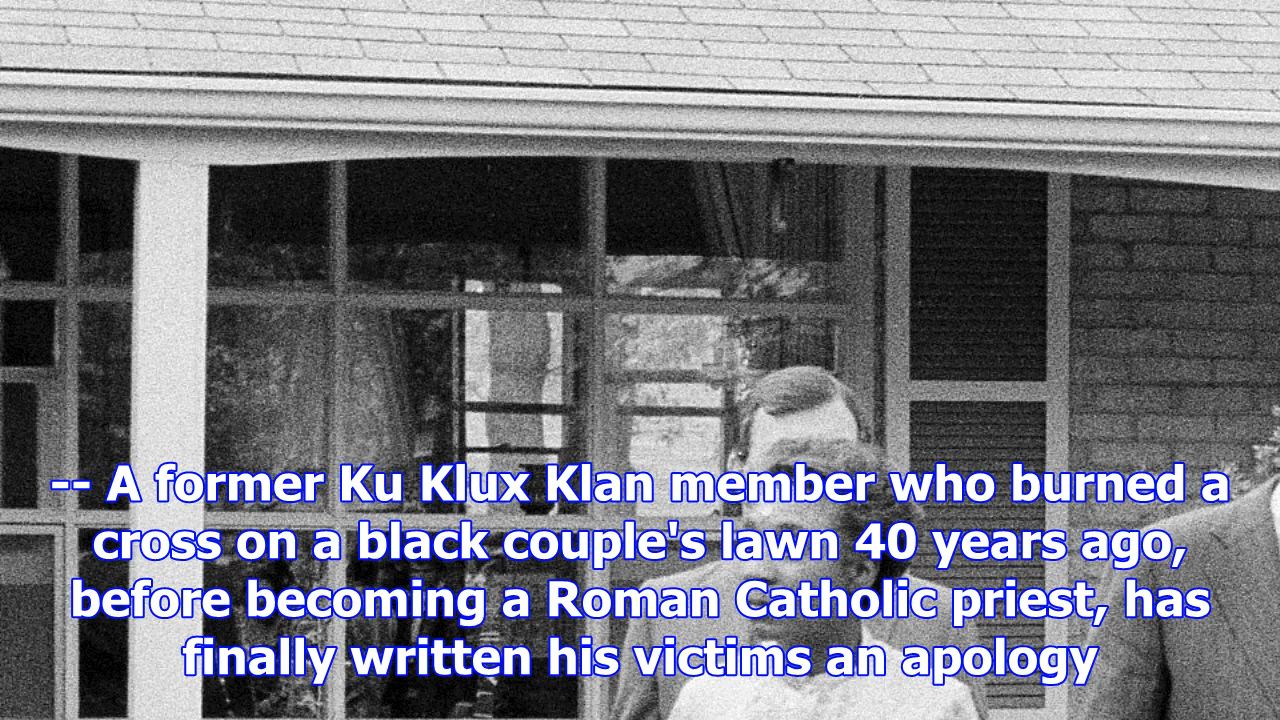 -- A former Ku Klux Klan member who burned a
cross on a black couple's lawn 40 years ago,
before becoming a Roman Catholic priest, has
finally written his victims an apology